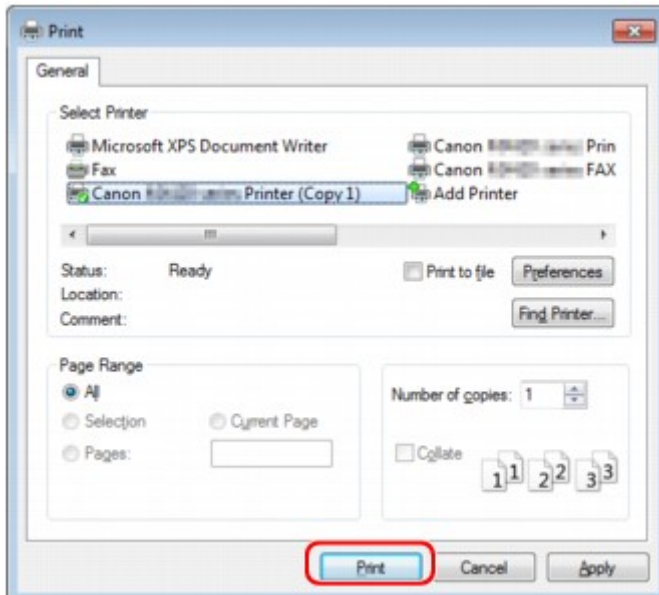 Print
General
Select Printer
Microsoft XPS Document Writer
Canon Prin
Fax
Canon FAX
Canon Printer (Copy 1)
Add Printer
Status: Ready
Print to file
Preferences
Location:
Comment:
Find Printer...
Page Range
All
Number of copies: 1
Selection
Current Page
Pages:
Collate
1 1 2 2 3 3
Print
Cancel
Apply